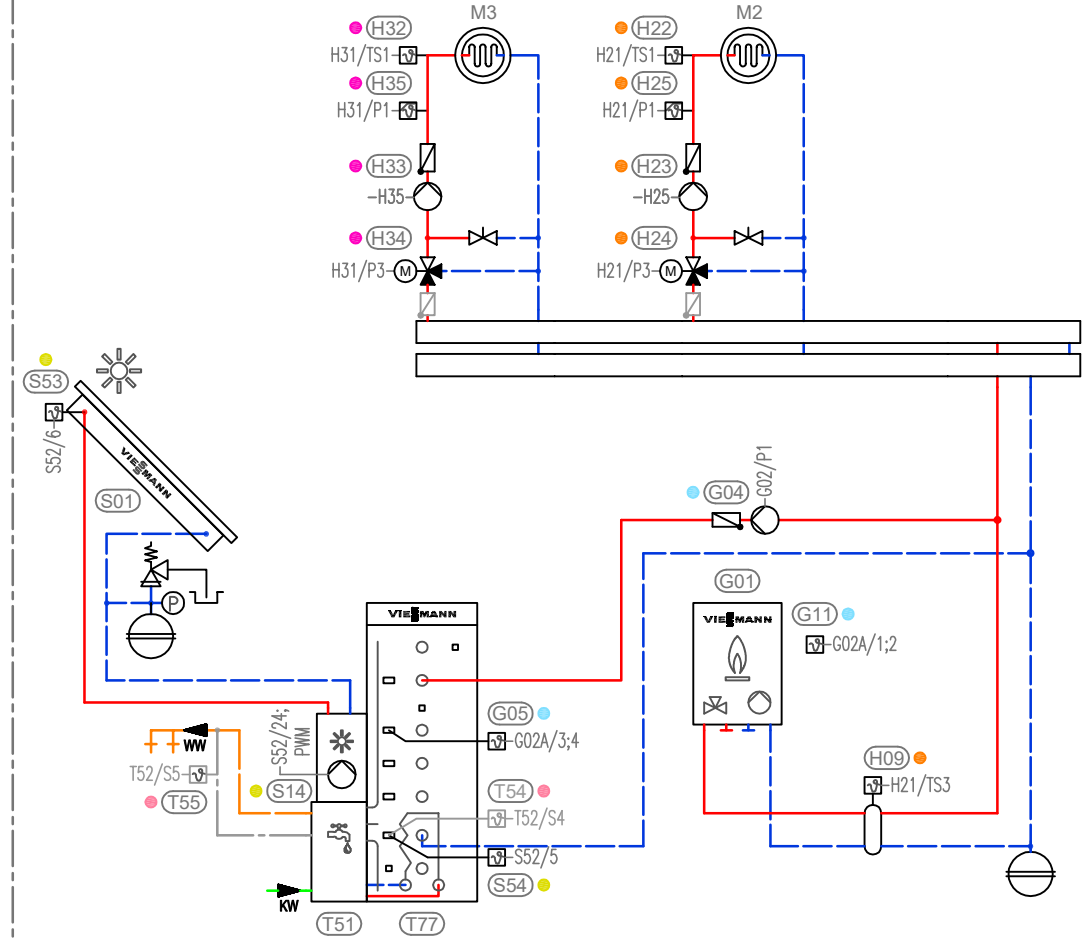 M3
H32
H31/TS1
H35
H31/P1
H33
H35
H34
H31/P3
M
M2
H22
H21/TS1
H25
H21/P1
H23
H25
H24
H21/P3
M
S53
S52/6
VIESSMANN
S01
P
G04
G02/P1
G01
VIESSMANN
G11
G02A/1;2
VIESSMANN
S52/24;
PWM
G05
G02A/3;4
WW
T52/S5
T55
S14
T54
T52/S4
S52/5
S54
H09
H21/TS3
KW
T51
T77